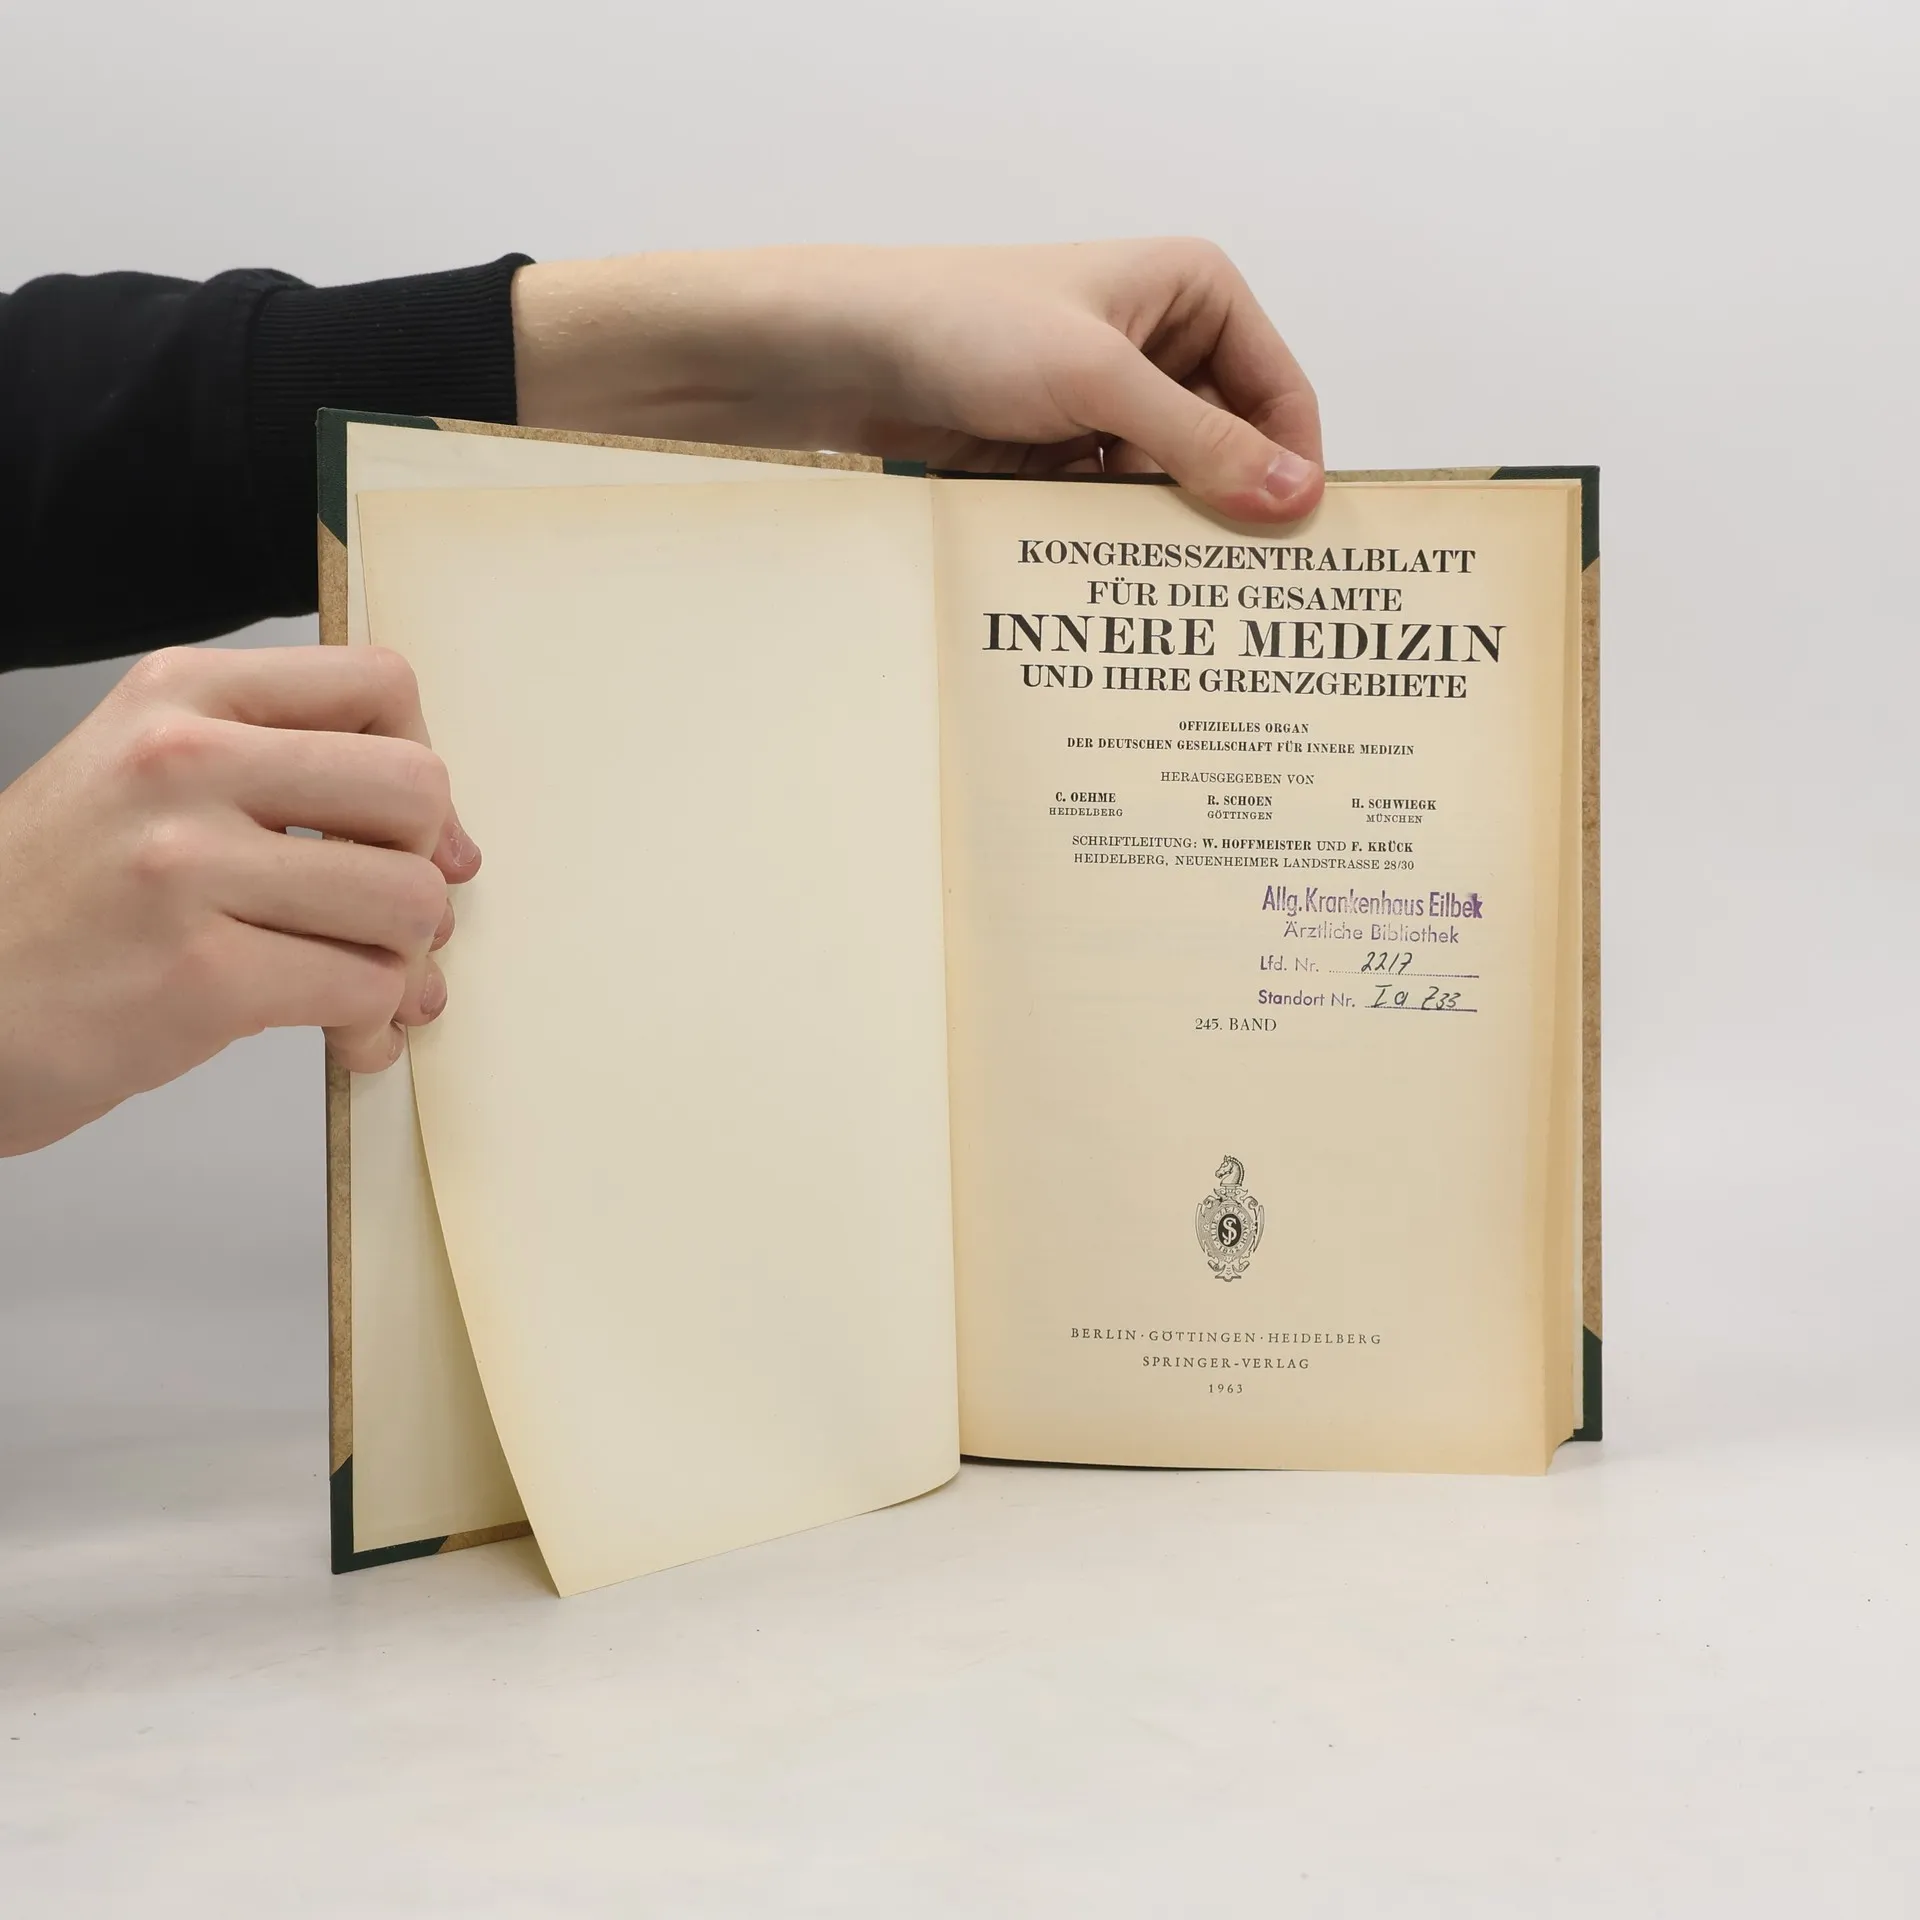 KONGRESSZENTRALBLATT
FÜR DIE GESAMTE
INNERE MEDIZIN
UND IHRE GRENZGEBIETE
OFFIZIELLES ORGAN
DER DEUTSCHEN GESELLSCHAFT FÜR INNERE MEDIZIN
HERAUSGEGEBEN VON
C. OEHME R. SCHOEN H. SCHWIEGK
HEIDELBERG GÖTTINGEN MÜNCHEN
SCHRIFTLEITUNG: W. HOFFMEISTER UND F. KRÜCK
HEIDELBERG, NEUENHEIMER LANDSTRASSE 28/30
Allg. Krankenhaus Eilbek
Ärztliche Bibliothek
Lfd. Nr. 2217
Standort Nr. I a Z33
245. BAND
BERLIN · GÖTTINGEN · HEIDELBERG
SPRINGER-VERLAG
1963